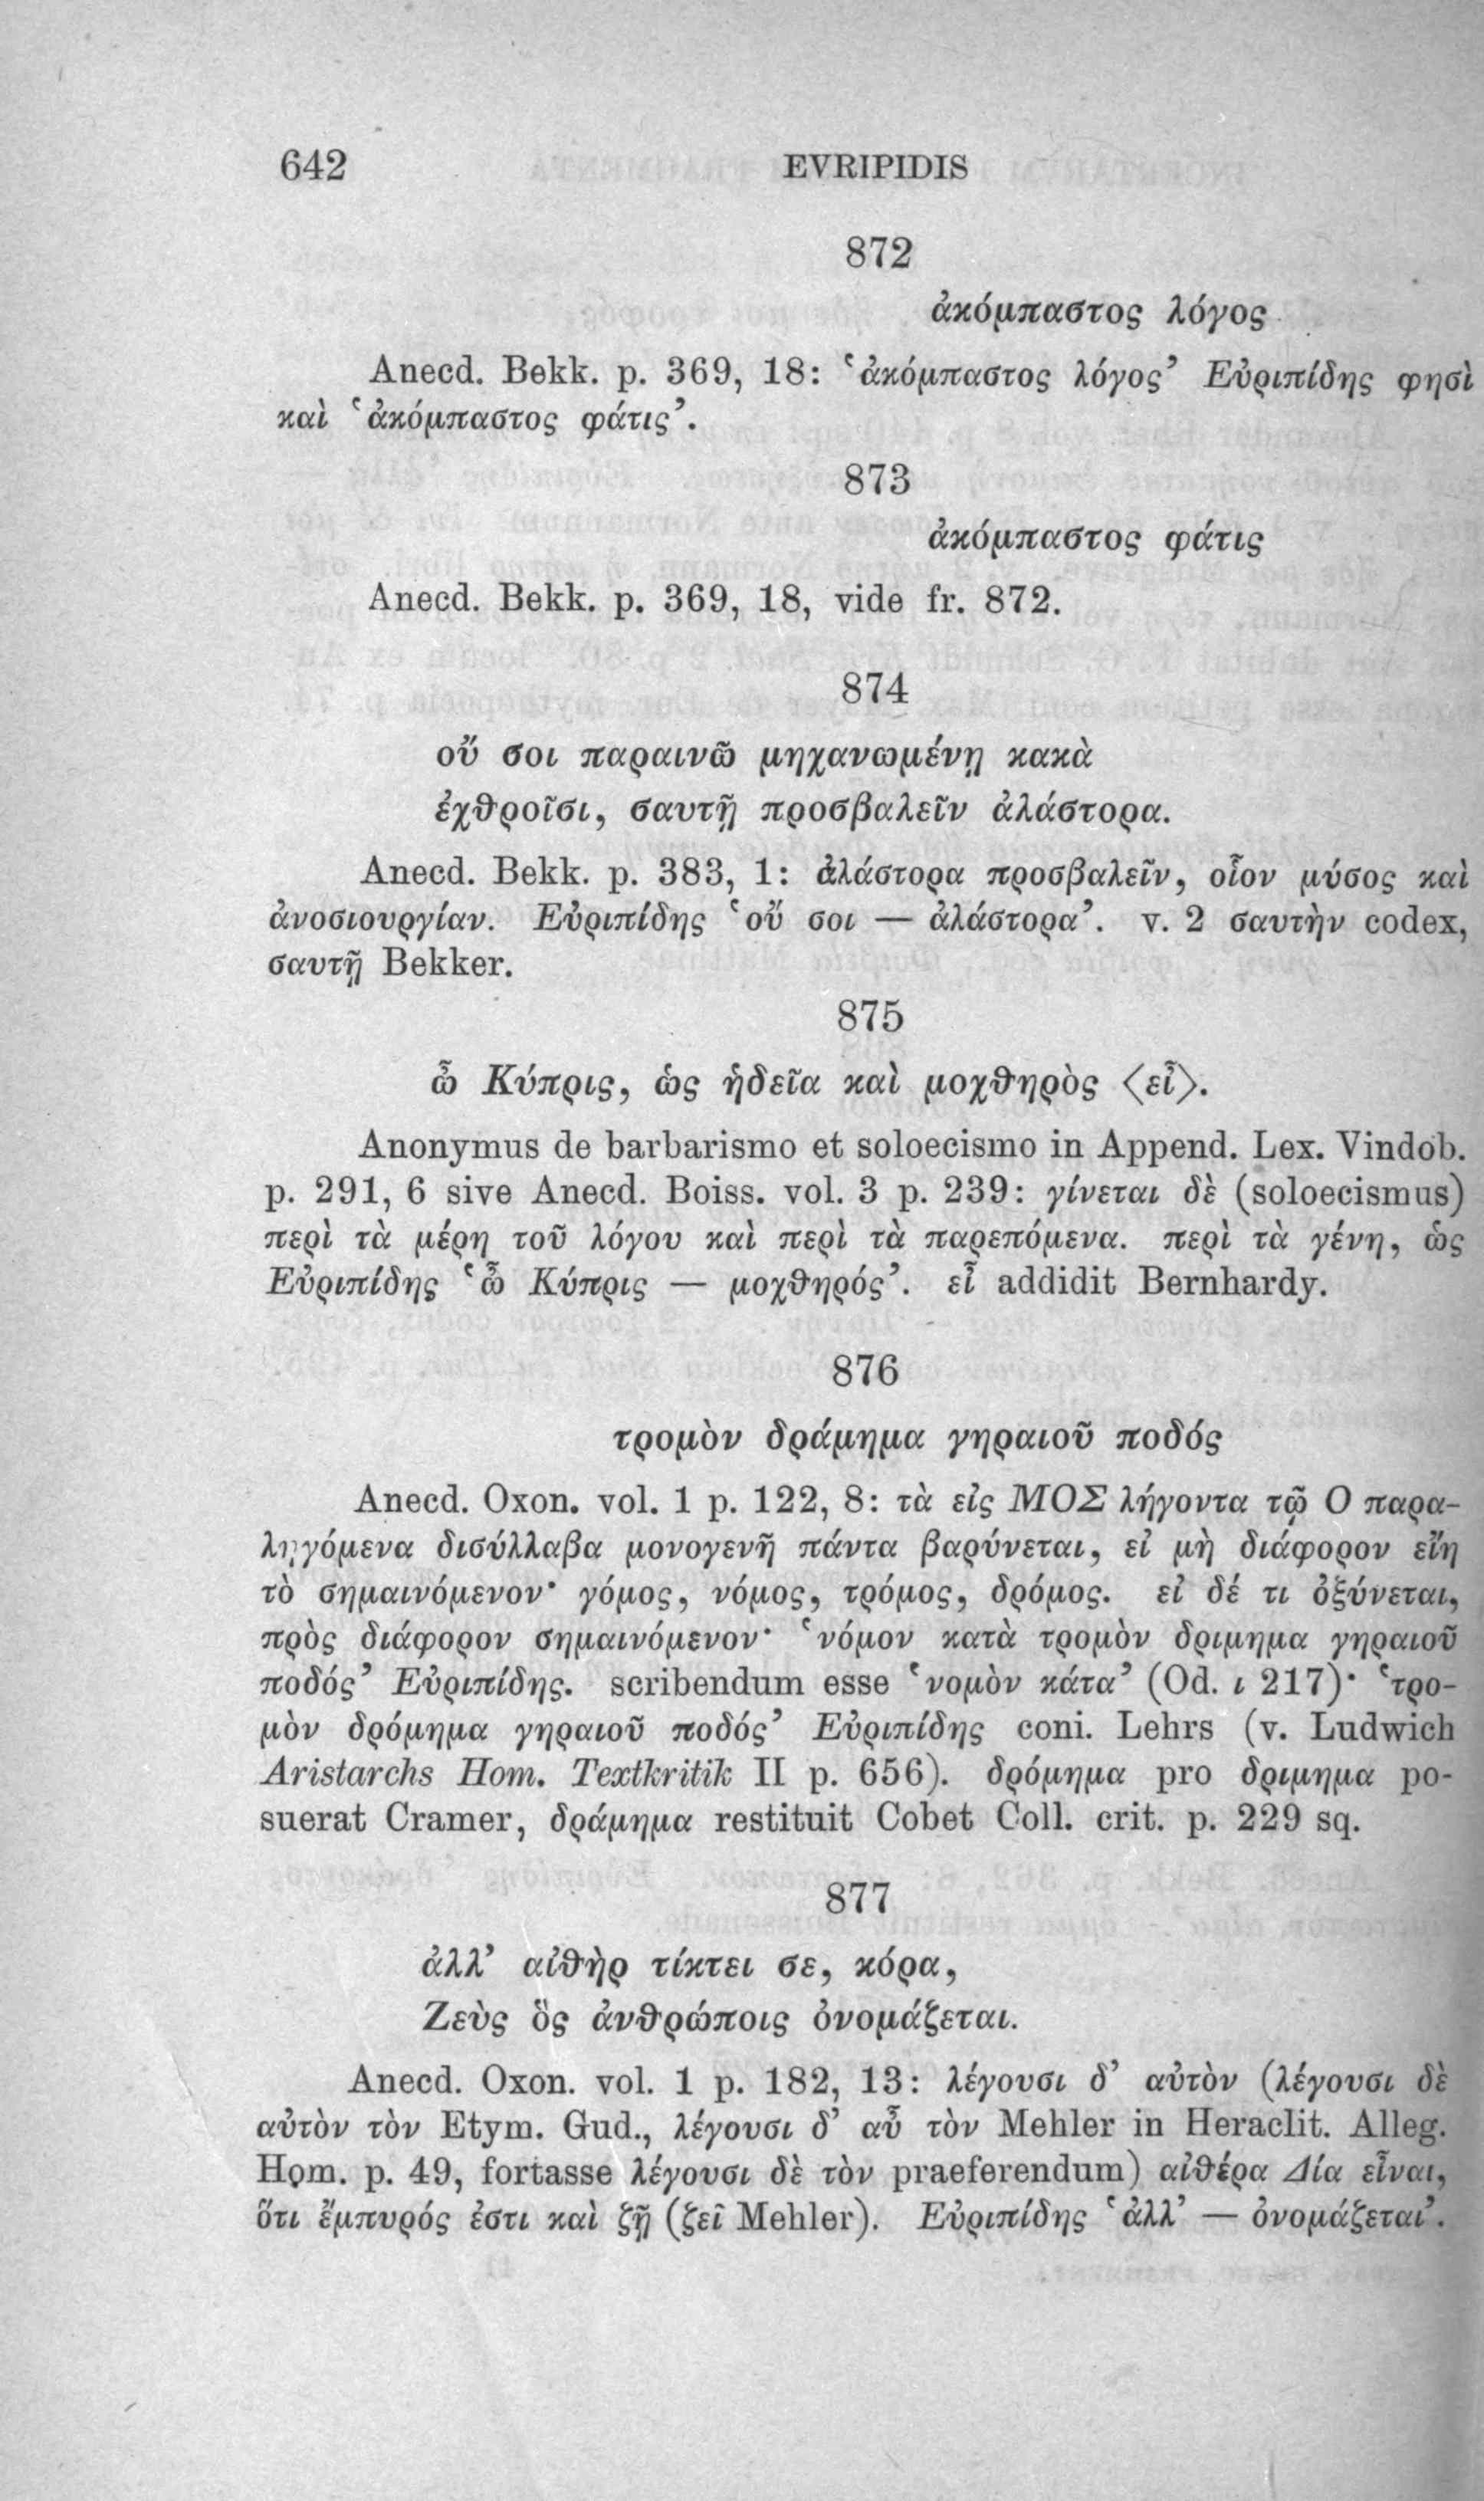 642 EVRIPIDIS
872
ἀκόμπαστος λόγος
Anecd. Bekk. p. 369, 18: ‘ἀκόμπαστος λόγος’ Εὐριπίδης φησὶ
καὶ ‘ἀκόμπαστος φάτις’.
873
ἀκόμπαστος φάτις
Anecd. Bekk. p. 369, 18, vide fr. 872.
874
οὔ σοι παραινῶ μηχανωμένῃ κακὰ
ἐχθροῖσι, σαυτῇ προσβαλεῖν ἀλάστορα.
Anecd. Bekk. p. 383, 1: ἀλάστορα προσβαλεῖν, οἷον μύσος καὶ
ἀνοσιουργίαν. Εὐριπίδης ‘οὔ σοι — ἀλάστορα’. v. 2 σαυτὴν codex,
σαυτῇ Bekker.
875
ὦ Κύπρις, ὡς ἡδεῖα καὶ μοχθηρὸς ⟨εἶ⟩.
Anonymus de barbarismo et soloecismo in Append. Lex. Vindob.
p. 291, 6 sive Anecd. Boiss. vol. 3 p. 239: γίνεται δὲ (soloecismus)
περὶ τὰ μέρη τοῦ λόγου καὶ περὶ τὰ παρεπόμενα. περὶ τὰ γένη, ὡς
Εὐριπίδης ‘ὦ Κύπρις — μοχθηρός’. εἶ addidit Bernhardy.
876
τρομὸν δράμημα γηραιοῦ ποδός
Anecd. Oxon. vol. 1 p. 122, 8: τὰ εἰς ΜΟΣ λήγοντα τῷ Ο παρα-
ληγόμενα δισύλλαβα μονογενῆ πάντα βαρύνεται, εἰ μὴ διάφορον εἴη
τὸ σημαινόμενον· γόμος, νόμος, τρόμος, δρόμος. εἰ δέ τι ὀξύνεται,
πρὸς διάφορον σημαινόμενον· ‘νόμον κατὰ τρομὸν δριμημα γηραιοῦ
ποδός’ Εὐριπίδης. scribendum esse ‘νομὸν κάτα’ (Od. ι 217)· ‘τρο-
μὸν δρόμημα γηραιοῦ ποδός’ Εὐριπίδης coni. Lehrs (v. Ludwich
Aristarchs Hom. Textkritik II p. 656). δρόμημα pro δριμημα po-
suerat Cramer, δράμημα restituit Cobet Coll. crit. p. 229 sq.
877
ἀλλ’ αἰθὴρ τίκτει σε, κόρα,
Ζεὺς ὃς ἀνθρώποις ὀνομάζεται.
Anecd. Oxon. vol. 1 p. 182, 13: λέγουσι δ’ αὐτὸν (λέγουσι δὲ
αὐτὸν τὸν Etym. Gud., λέγουσι δ’ αὖ τὸν Mehler in Heraclit. Alleg.
Hom. p. 49, fortasse λέγουσι δὲ τὸν praeferendum) αἰθέρα Δία εἶναι,
ὅτι ἔμπυρός ἐστι καὶ ζῇ (ζεῖ Mehler). Εὐριπίδης ‘ἀλλ’ — ὀνομάζεται’.